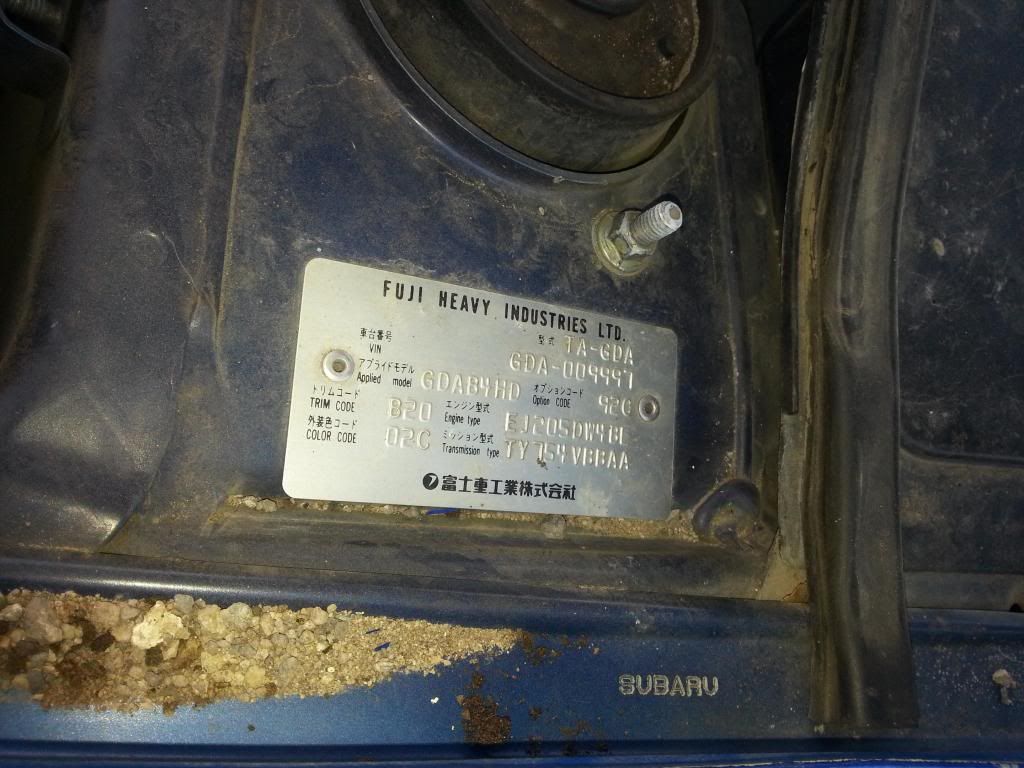 FUJI HEAVY INDUSTRIES LTD.
型式 TA-GDA
車台番号 VIN GDA-009997
アプライドモデル Applied model GDAB4HD オプションコード Option CODE 92C
トリムコード TRIM CODE B20 エンジン型式 Engine type EJ205DW4BE
外装色コード COLOR CODE 02C ミッション型式 Transmission type TY754VBBAA
富士重工業株式会社
SUBARU